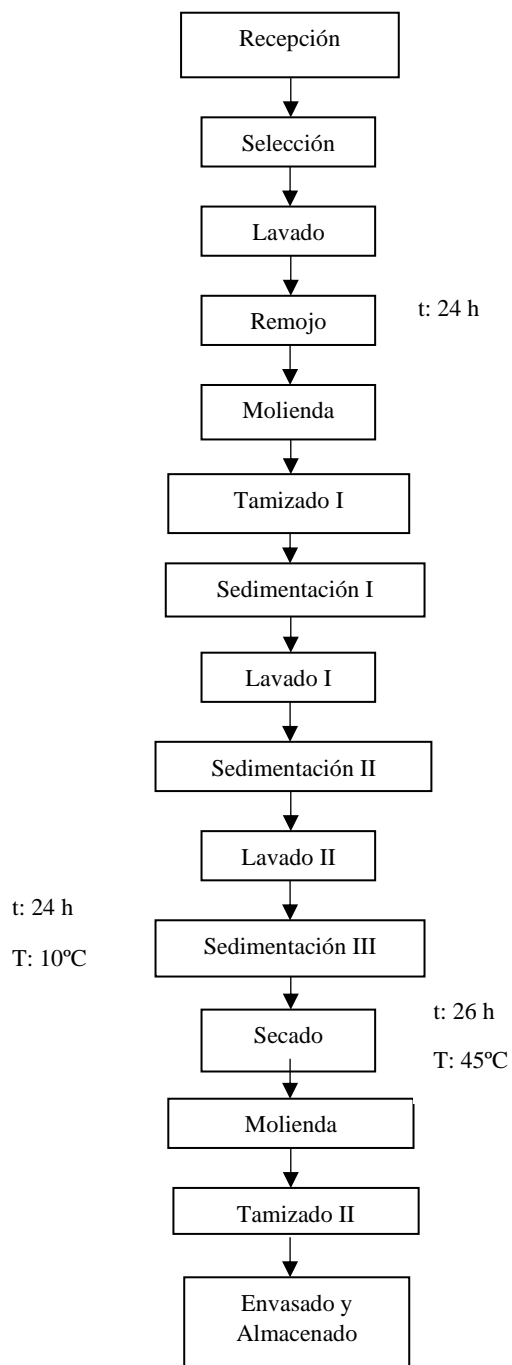 Recepción
Selección
Lavado
Remojo
t: 24 h
Molienda
Tamizado I
Sedimentación I
Lavado I
Sedimentación II
Lavado II
t: 24 h
T: 10ºC
Sedimentación III
Secado
t: 26 h
T: 45ºC
Molienda
Tamizado II
Envasado y
Almacenado